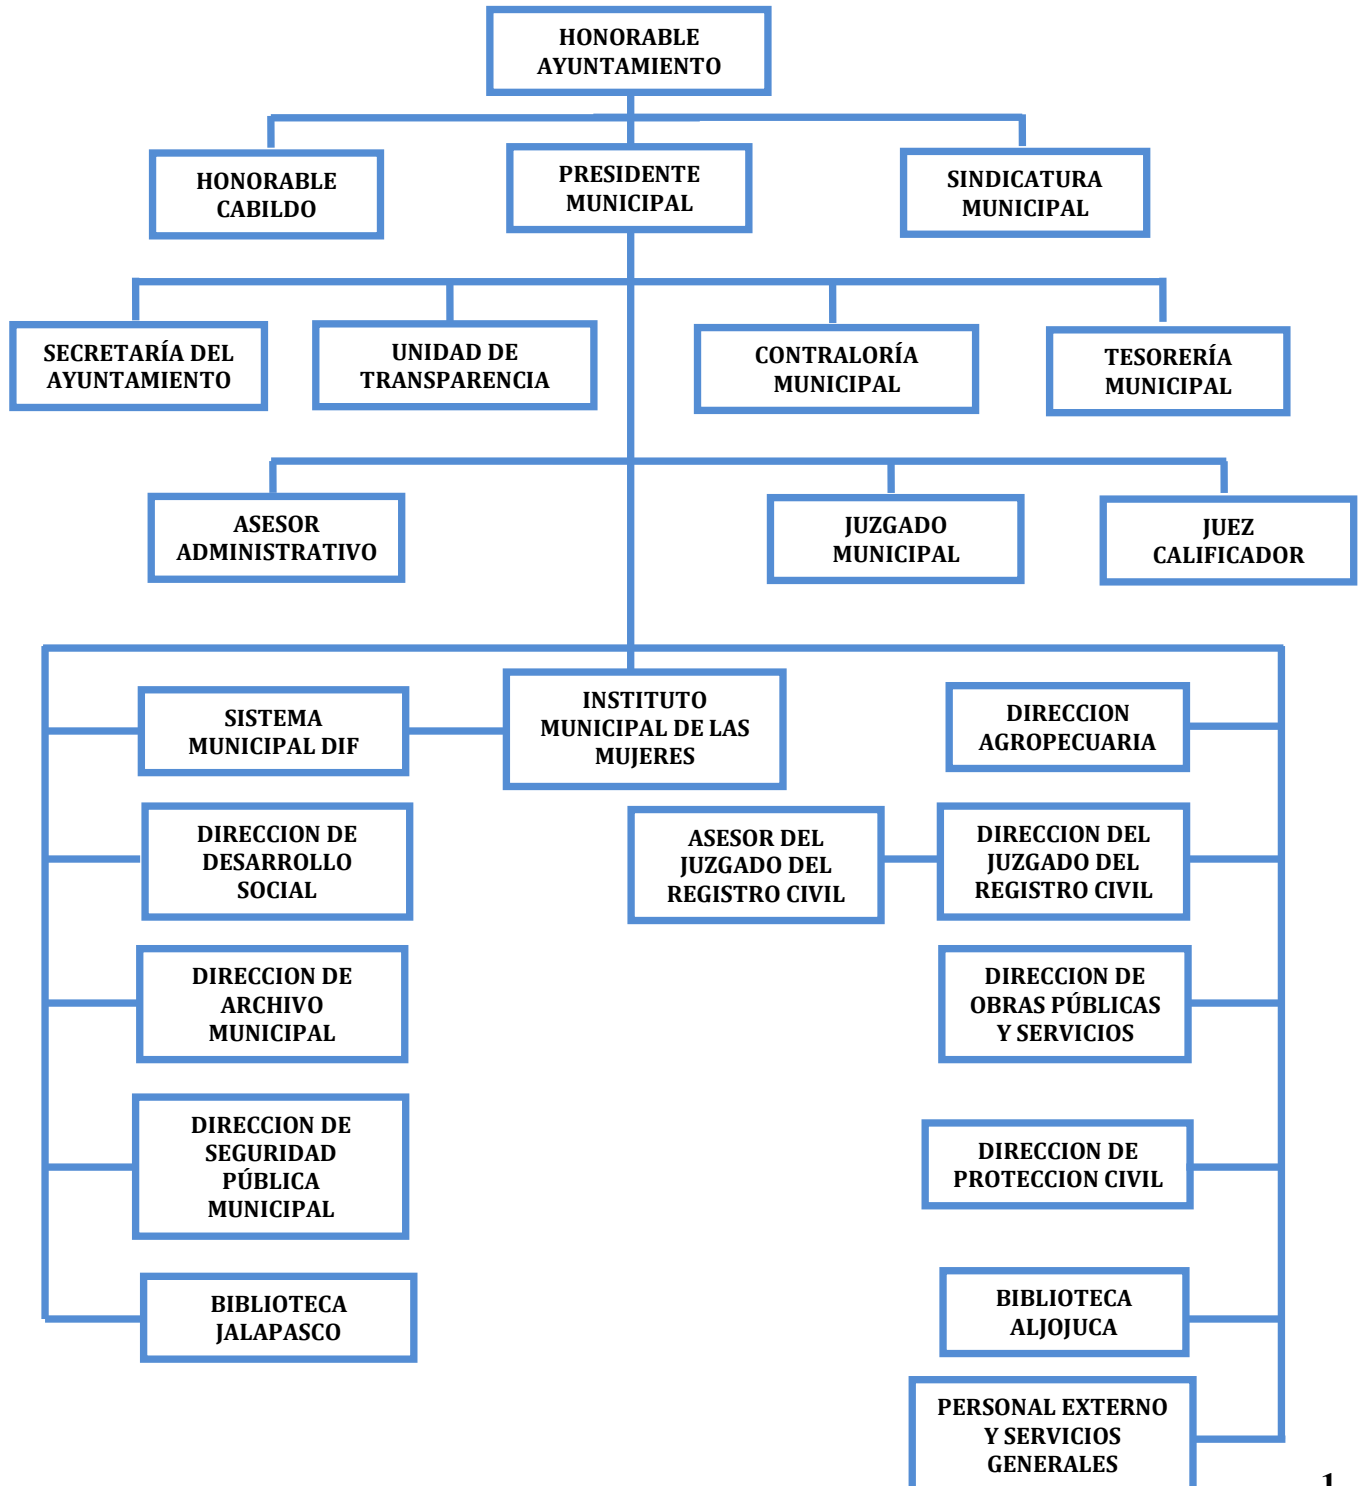 HONORABLE
AYUNTAMIENTO
HONORABLE
CABILDO
PRESIDENTE
MUNICIPAL
SINDICATURA
MUNICIPAL
SECRETARÍA DEL
AYUNTAMIENTO
UNIDAD DE
TRANSPARENCIA
CONTRALORÍA
MUNICIPAL
TESORERÍA
MUNICIPAL
ASESOR
ADMINISTRATIVO
JUZGADO
MUNICIPAL
JUEZ
CALIFICADOR
SISTEMA
MUNICIPAL DIF
INSTITUTO
MUNICIPAL DE LAS
MUJERES
DIRECCION
AGROPECUARIA
DIRECCION DE
DESARROLLO
SOCIAL
ASESOR DEL
JUZGADO DEL
REGISTRO CIVIL
DIRECCION DEL
JUZGADO DEL
REGISTRO CIVIL
DIRECCION DE
ARCHIVO
MUNICIPAL
DIRECCION DE
OBRAS PÚBLICAS
Y SERVICIOS
DIRECCION DE
SEGURIDAD
PÚBLICA
MUNICIPAL
DIRECCION DE
PROTECCION CIVIL
BIBLIOTECA
JALAPASCO
BIBLIOTECA
ALJOJUCA
PERSONAL EXTERNO
Y SERVICIOS
GENERALES
1